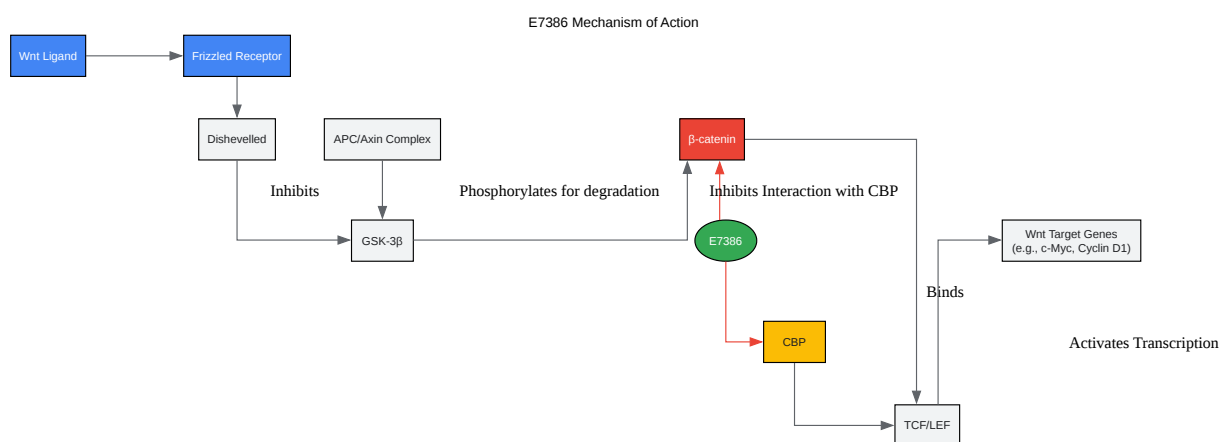 E7386 Mechanism of Action
Wnt Ligand
Frizzled Receptor
Dishevelled
APC/Axin Complex
β-catenin
Inhibits
Phosphorylates for degradation
Inhibits Interaction with CBP
GSK-3β
E7386
Wnt Target Genes
(e.g., c-Myc, Cyclin D1)
Binds
CBP
Activates Transcription
TCF/LEF